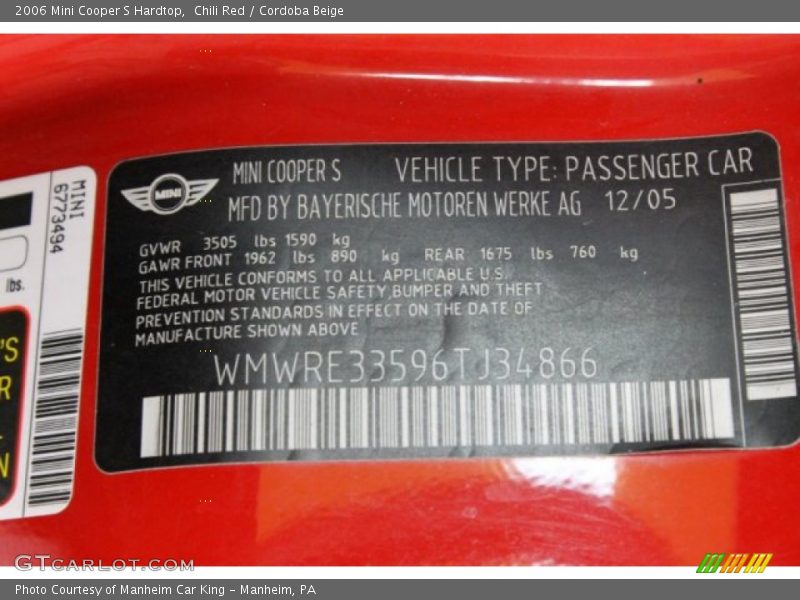 2006 Mini Cooper S Hardtop,  Chili Red / Cordoba Beige
MINI
6773494
lbs.
'S
R
N
MINI
MINI COOPER S VEHICLE TYPE: PASSENGER CAR
MFD BY BAYERISCHE MOTOREN WERKE AG 12/05
GVWR 3505 lbs 1590 kg
GAWR FRONT 1962 lbs 890 kg REAR 1675 lbs 760 kg
THIS VEHICLE CONFORMS TO ALL APPLICABLE U.S.
FEDERAL MOTOR VEHICLE SAFETY,BUMPER AND THEFT
PREVENTION STANDARDS IN EFFECT ON THE DATE OF
MANUFACTURE SHOWN ABOVE
WMWRE33596TJ34866
GTCARLOT.COM
Photo Courtesy of Manheim Car King - Manheim, PA